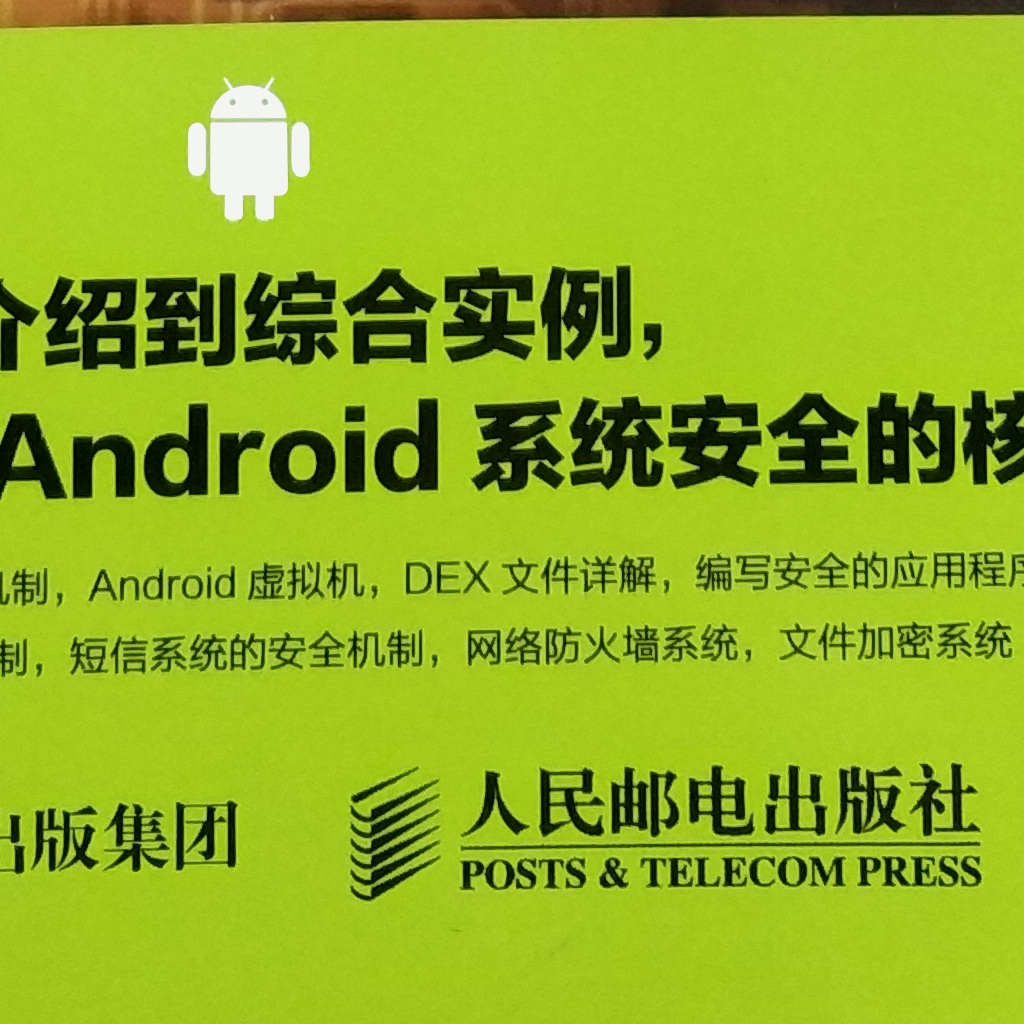 介绍到综合实例,
Android 系统安全的核
机制，Android 虚拟机，DEX 文件详解，编写安全的应用程序
制，短信系统的安全机制，网络防火墙系统，文件加密系统
出版集团
人民邮电出版社
POSTS & TELECOM PRESS